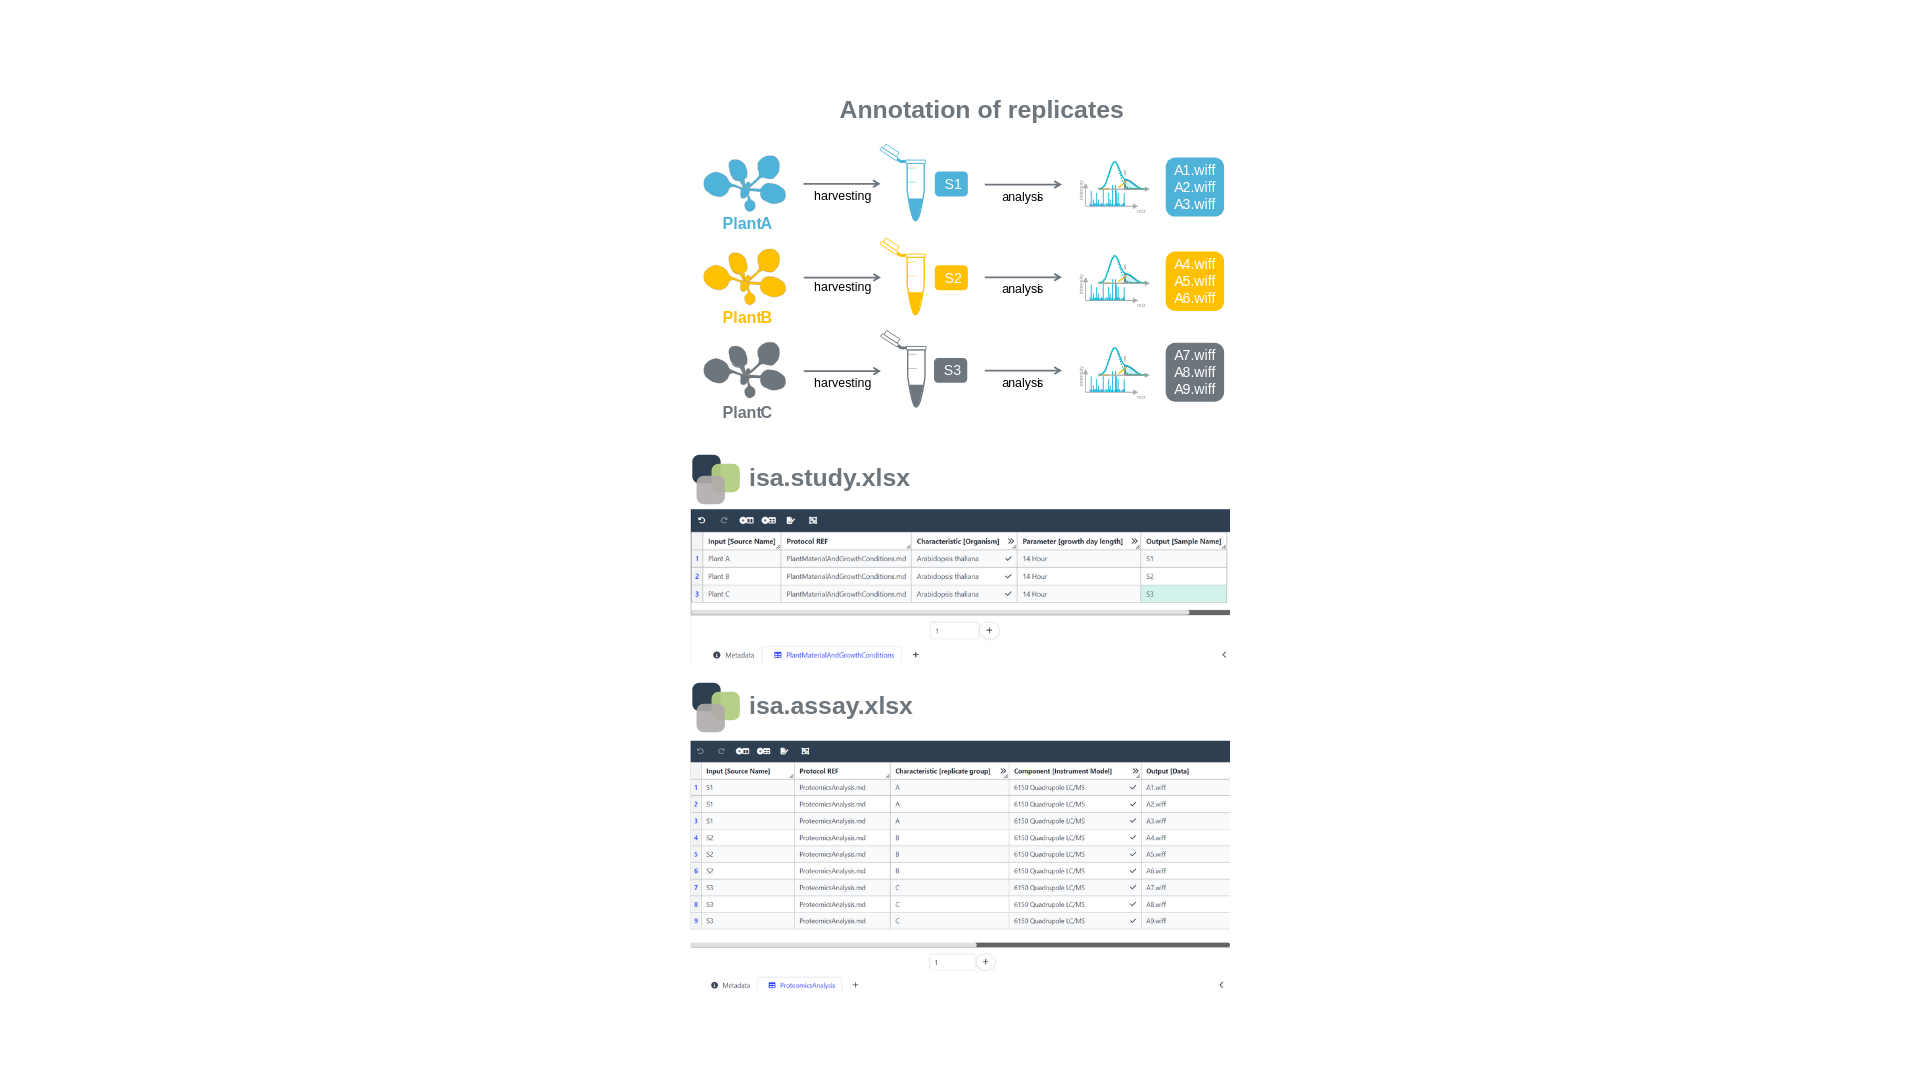 Annotation of replicates
harvesting
S1
analysis
intensity
m/z
A1.wiff
A2.wiff
A3.wiff
PlantA
harvesting
S2
analysis
intensity
m/z
A4.wiff
A5.wiff
A6.wiff
PlantB
harvesting
S3
analysis
intensity
m/z
A7.wiff
A8.wiff
A9.wiff
PlantC
isa.study.xlsx
Input [Source Name] Protocol REF Characteristic [Organism] Parameter [growth day length] Output [Sample Name]
1 Plant A PlantMaterialAndGrowthConditions.md Arabidopsis thaliana 14 Hour S1
2 Plant B PlantMaterialAndGrowthConditions.md Arabidopsis thaliana 14 Hour S2
3 Plant C PlantMaterialAndGrowthConditions.md Arabidopsis thaliana 14 Hour S3
1 +
Metadata PlantMaterialAndGrowthConditions +
isa.assay.xlsx
Input [Source Name] Protocol REF Characteristic [replicate group] Component [Instrument Model] Output [Data]
1 S1 ProteomicsAnalysis.md A 6150 Quadrupole LC/MS A1.wiff
2 S1 ProteomicsAnalysis.md A 6150 Quadrupole LC/MS A2.wiff
3 S1 ProteomicsAnalysis.md A 6150 Quadrupole LC/MS A3.wiff
4 S2 ProteomicsAnalysis.md B 6150 Quadrupole LC/MS A4.wiff
5 S2 ProteomicsAnalysis.md B 6150 Quadrupole LC/MS A5.wiff
6 S2 ProteomicsAnalysis.md B 6150 Quadrupole LC/MS A6.wiff
7 S3 ProteomicsAnalysis.md C 6150 Quadrupole LC/MS A7.wiff
8 S3 ProteomicsAnalysis.md C 6150 Quadrupole LC/MS A8.wiff
9 S3 ProteomicsAnalysis.md C 6150 Quadrupole LC/MS A9.wiff
1 +
Metadata ProteomicsAnalysis +